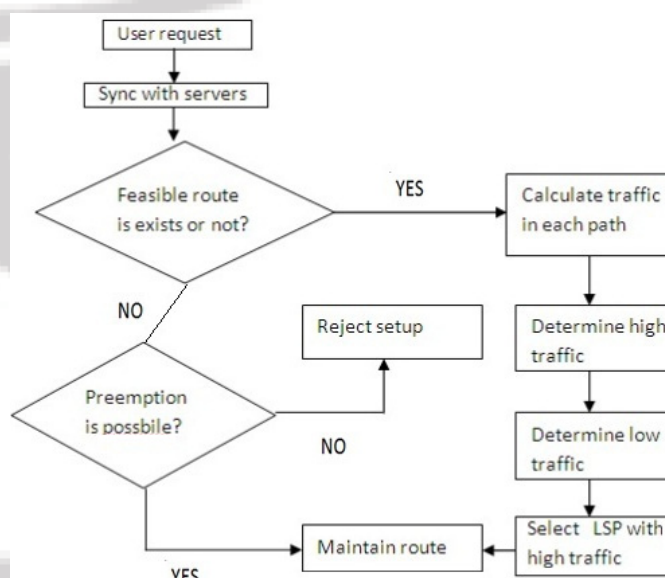 User request
Sync with servers
Feasible route
is exists or not?
YES
Calculate traffic
in each path
NO
Reject setup
Determine high
traffic
Preemption
is possbile?
NO
Determine low
traffic
Select LSP with
high traffic
Maintain route
YES